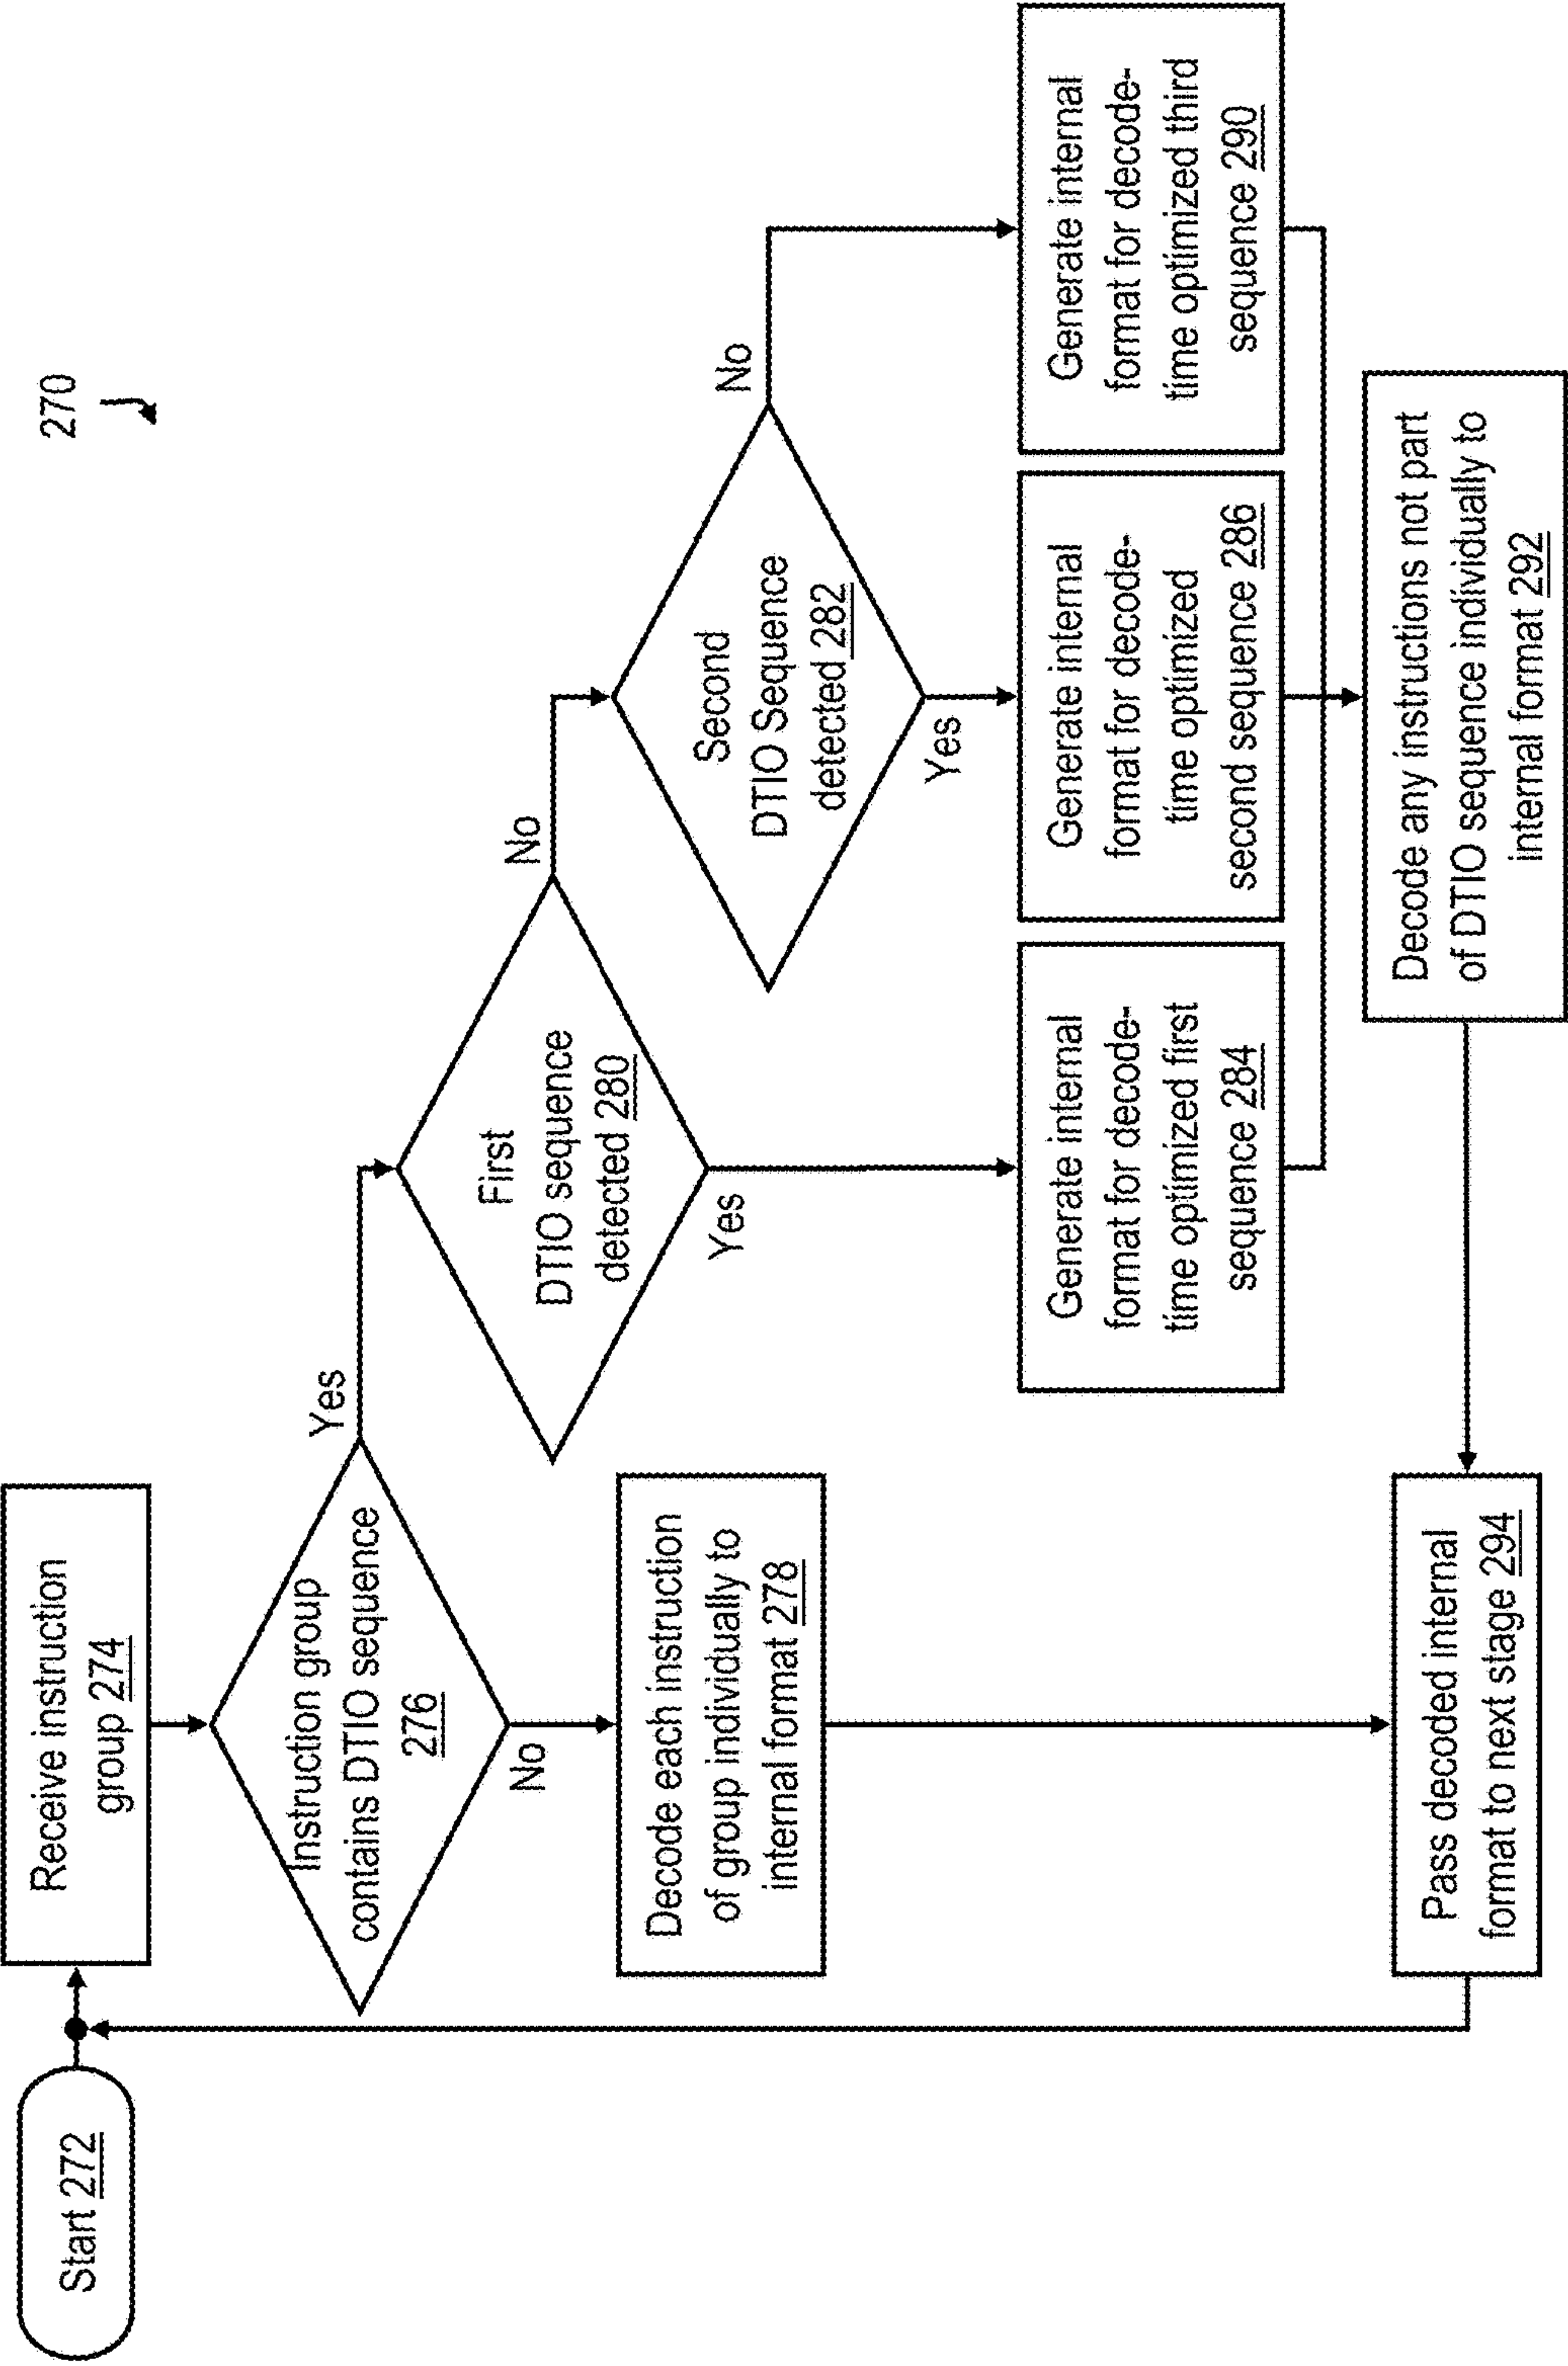 270
Start 272
Receive instruction
group 274
Instruction group
contains DTIO sequence
276
Yes
No
Decode each instruction
of group individually to
internal format 278
First
DTIO sequence
detected 280
No
Yes
Second
DTIO Sequence
detected 282
No
Yes
Generate internal
format for decode-
time optimized first
sequence 284
Generate internal
format for decode-
time optimized
second sequence 286
Generate internal
format for decode-
time optimized third
sequence 290
Decode any instructions not part
of DTIO sequence individually to
internal format 292
Pass decoded internal
format to next stage 294